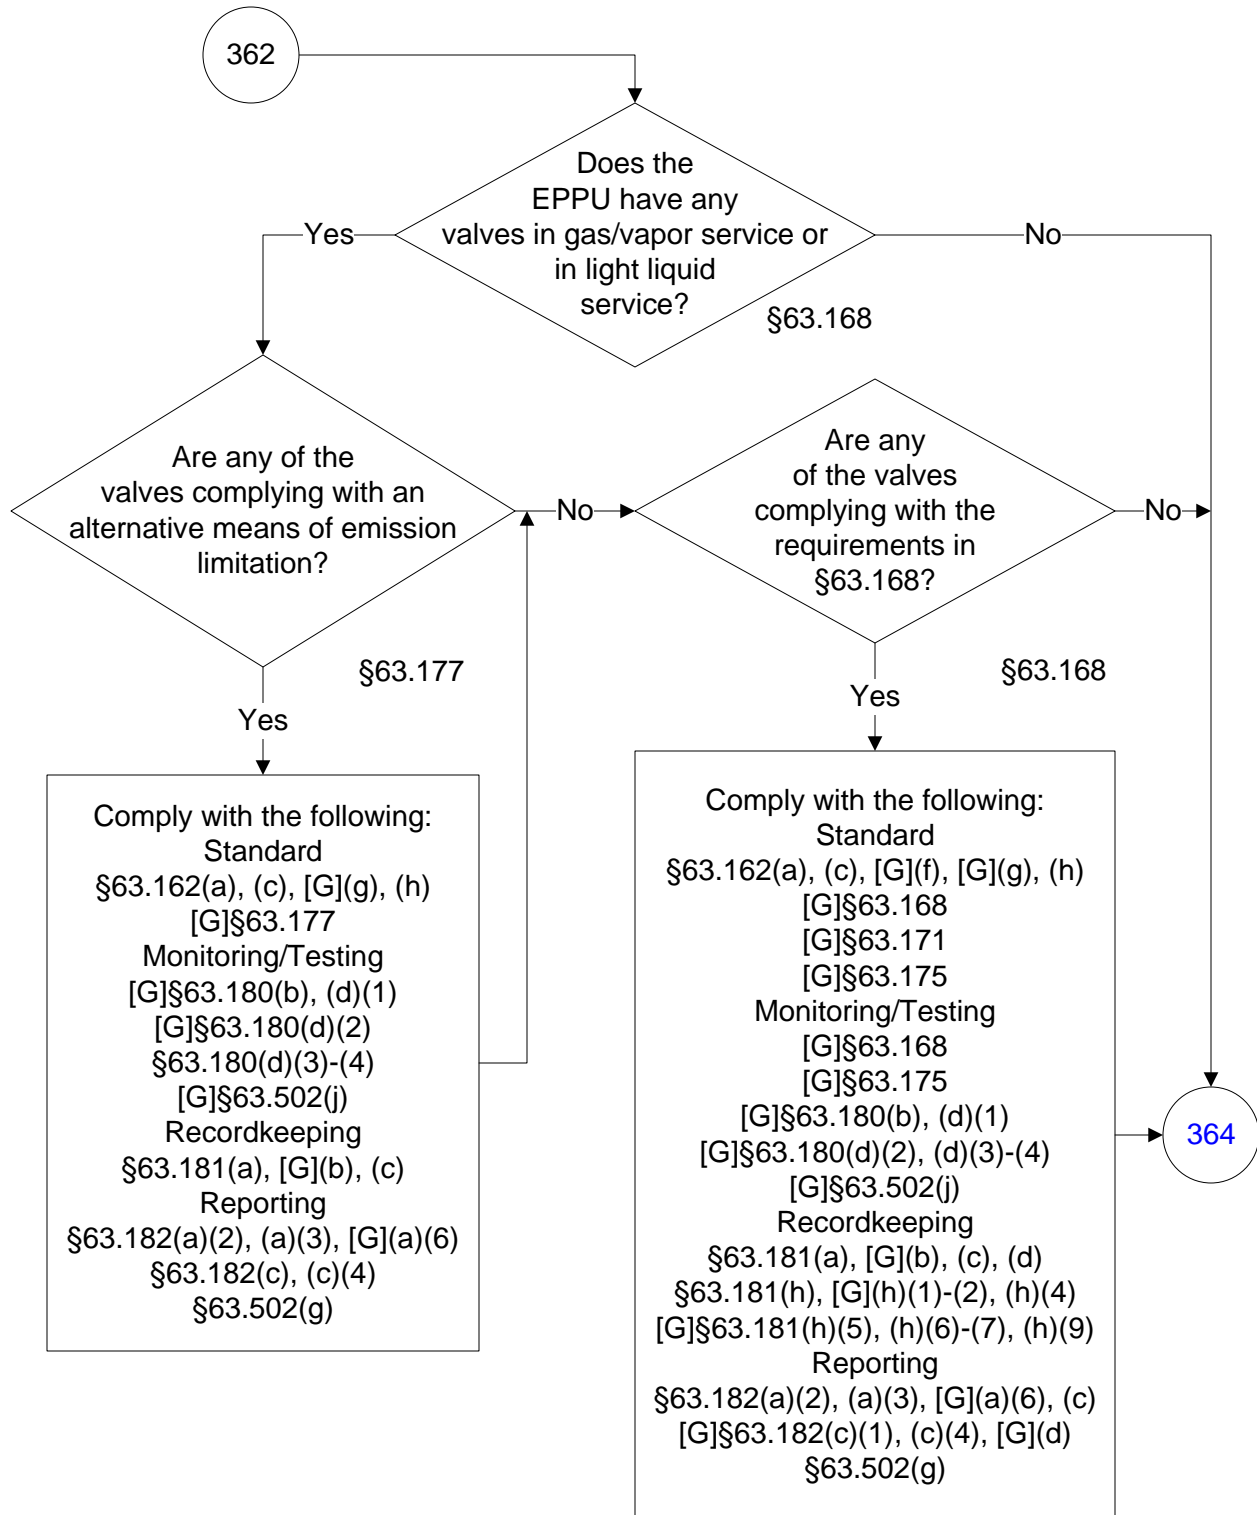 362
Does the
EPPU have any
valves in gas/vapor service or
in light liquid
service?
Yes
No
§63.168
Are any of the
valves complying with an
alternative means of emission
limitation?
No
Are any
of the valves
complying with the
requirements in
§63.168?
No
§63.177
§63.168
Yes
Yes
Comply with the following:
Standard
§63.162(a), (c), [G](g), (h)
[G]§63.177
Monitoring/Testing
[G]§63.180(b), (d)(1)
[G]§63.180(d)(2)
§63.180(d)(3)-(4)
[G]§63.502(j)
Recordkeeping
§63.181(a), [G](b), (c)
Reporting
§63.182(a)(2), (a)(3), [G](a)(6)
§63.182(c), (c)(4)
§63.502(g)
Comply with the following:
Standard
§63.162(a), (c), [G](f), [G](g), (h)
[G]§63.168
[G]§63.171
[G]§63.175
Monitoring/Testing
[G]§63.168
[G]§63.175
[G]§63.180(b), (d)(1)
[G]§63.180(d)(2), (d)(3)-(4)
[G]§63.502(j)
Recordkeeping
§63.181(a), [G](b), (c), (d)
§63.181(h), [G](h)(1)-(2), (h)(4)
[G]§63.181(h)(5), (h)(6)-(7), (h)(9)
Reporting
§63.182(a)(2), (a)(3), [G](a)(6), (c)
[G]§63.182(c)(1), (c)(4), [G](d)
§63.502(g)
364